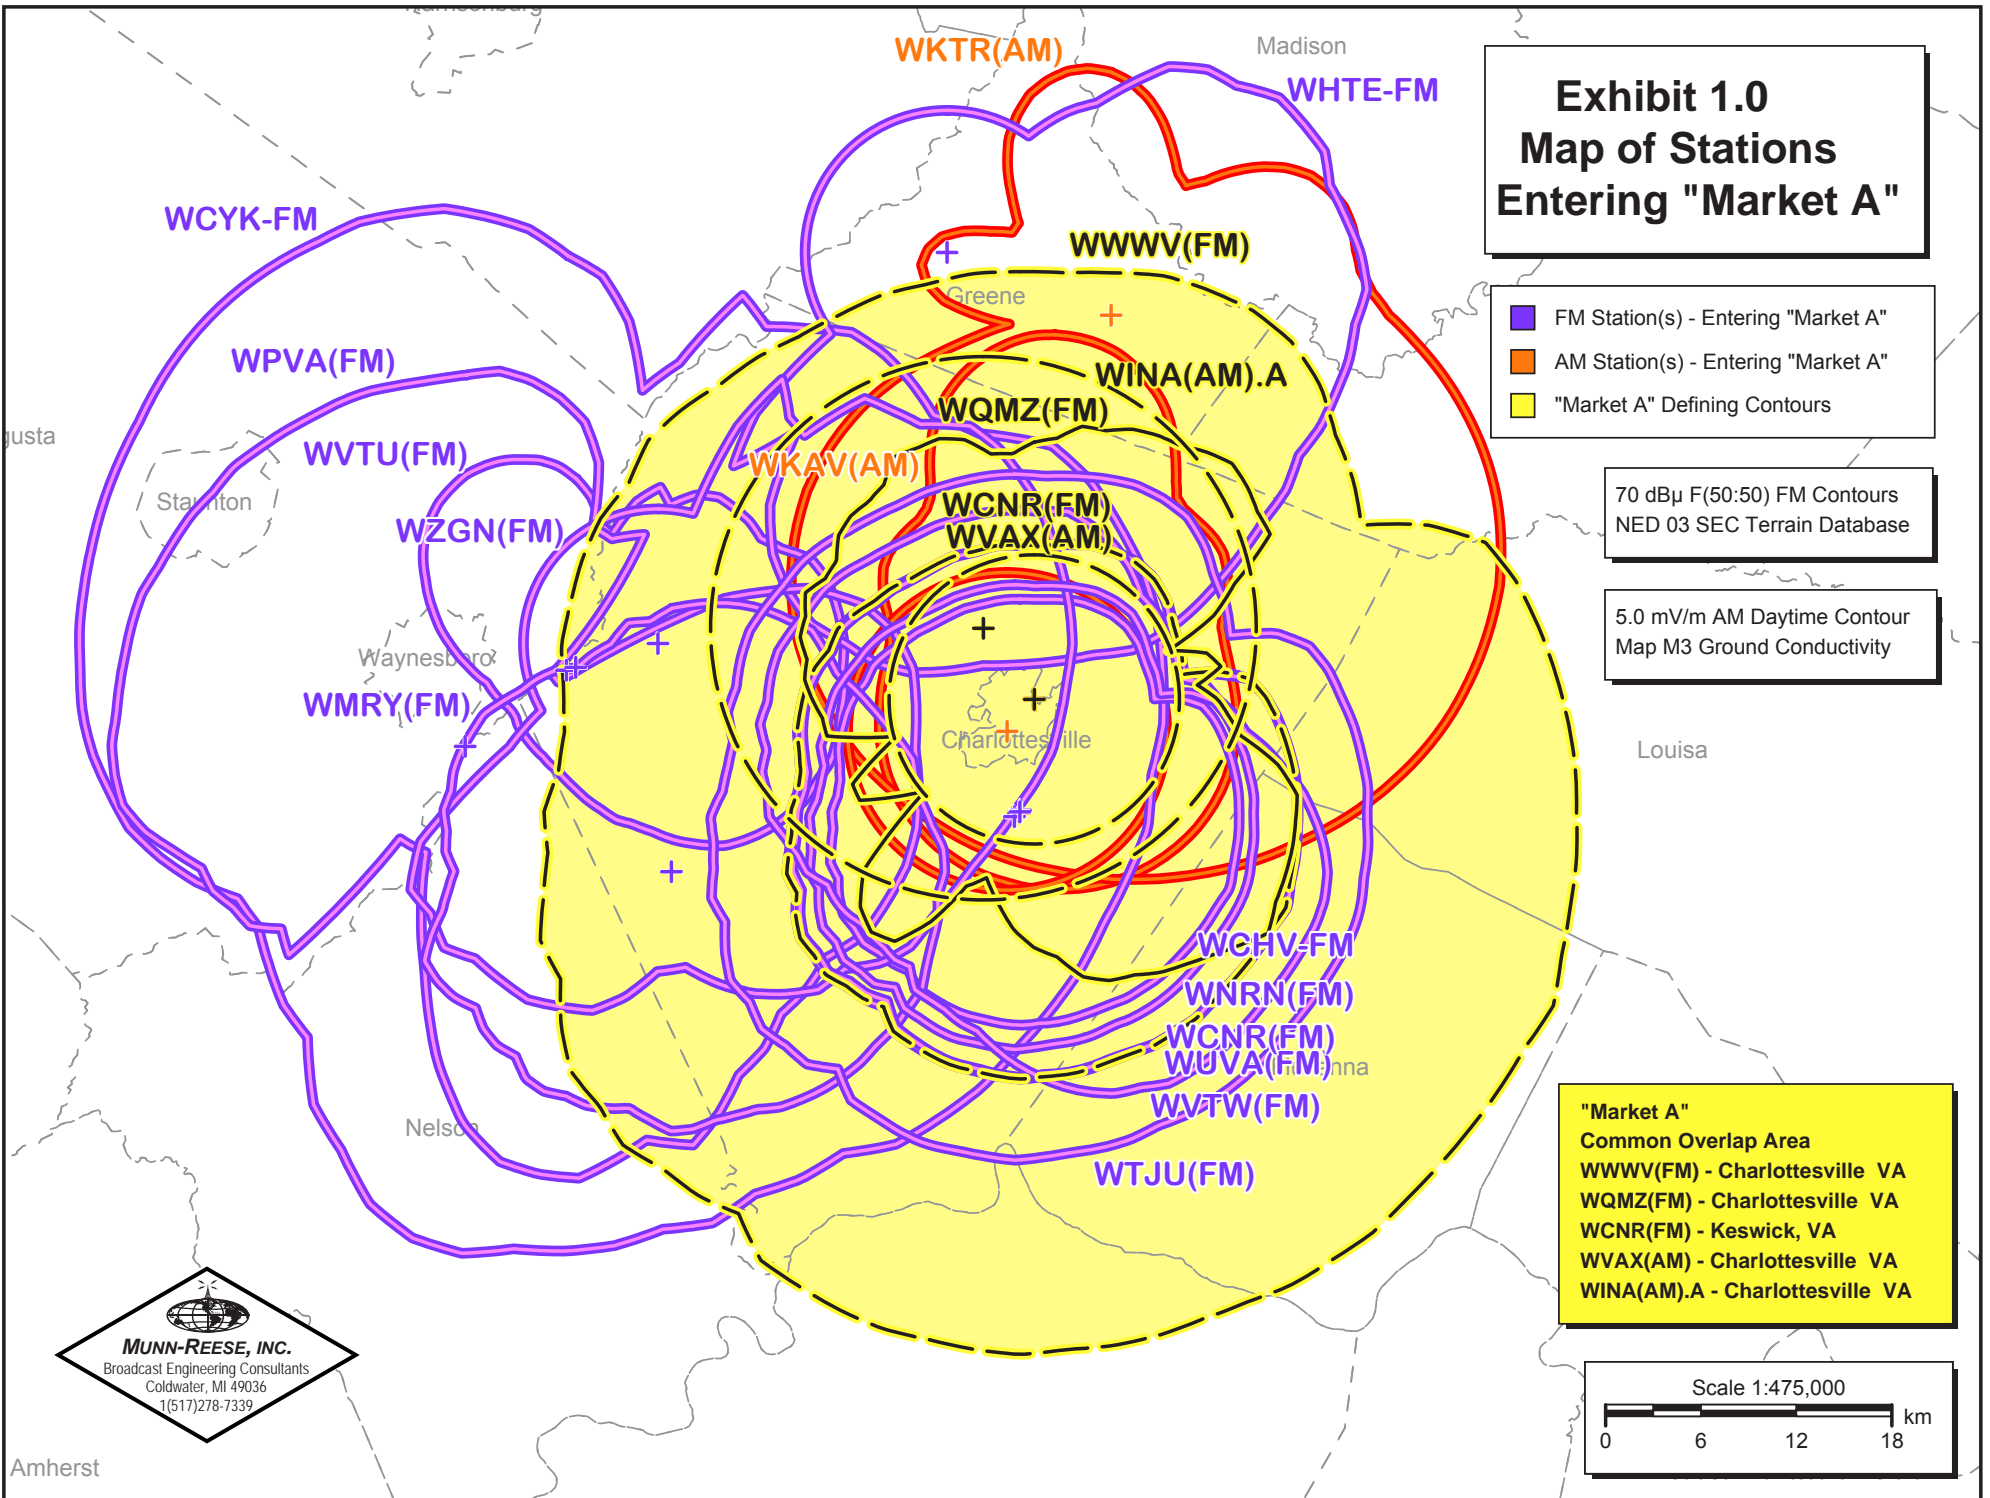 WKTR(AM)
Madison
WHTE-FM
Exhibit 1.0
Map of Stations
Entering "Market A"
WCYK-FM
WWWV(FM)
Greene
FM Station(s) - Entering "Market A"
AM Station(s) - Entering "Market A"
"Market A" Defining Contours
WPVA(FM)
WINA(AM).A
WQMZ(FM)
WVTU(FM)
WKAV(AM)
Staunton
WCNR(FM)
WVAX(AM)
WZGN(FM)
70 dBµ F(50:50) FM Contours
NED 03 SEC Terrain Database
5.0 mV/m AM Daytime Contour
Map M3 Ground Conductivity
Waynesboro
WMRY(FM)
Charlottesville
Louisa
WCHV-FM
WNRN(FM)
WCNR(FM)
WUVA(FM)
WVTW(FM)
Nelson
WTJU(FM)
"Market A"
Common Overlap Area
WWWV(FM) - Charlottesville VA
WQMZ(FM) - Charlottesville VA
WCNR(FM) - Keswick, VA
WVAX(AM) - Charlottesville VA
WINA(AM).A - Charlottesville VA
MUNN-REESE, INC.
Broadcast Engineering Consultants
Coldwater, MI 49036
1(517)278-7339
Scale 1:475,000
km
0 6 12 18
Amherst